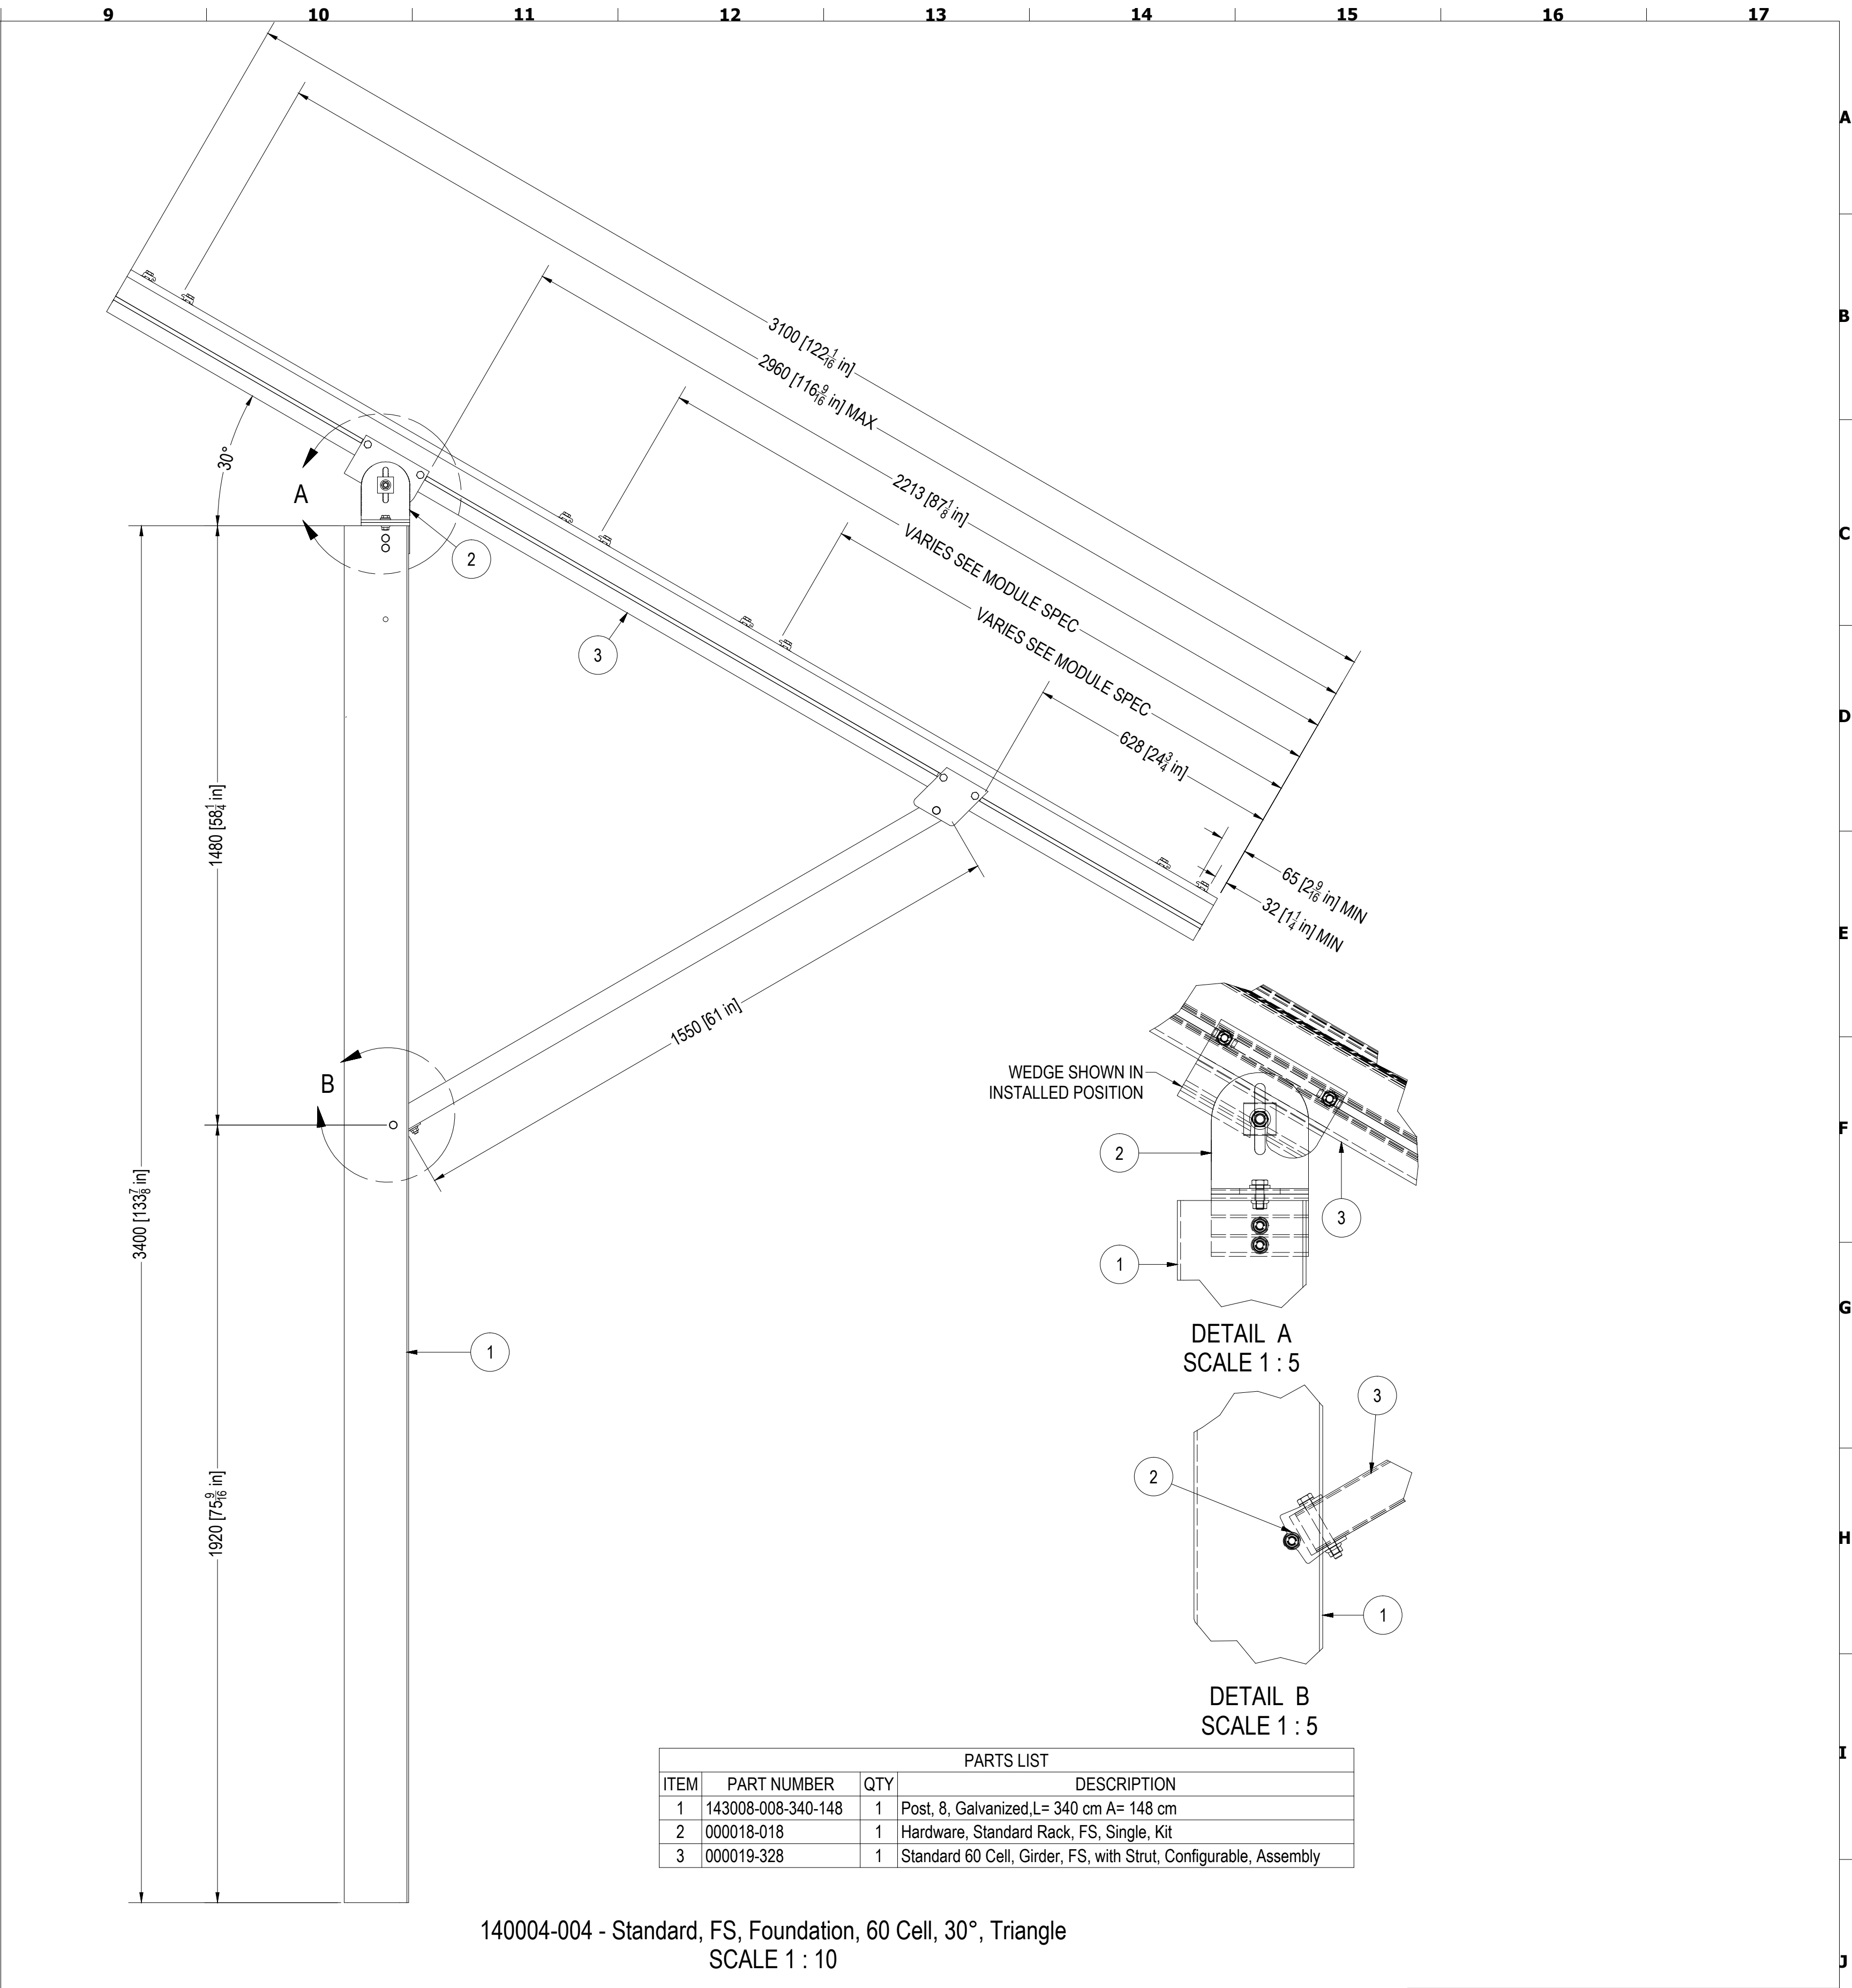 9 10 11 12 13 14 15 16 17
A
B
C
D
E
F
G
H
I
J
3100 [122 1/16 in]
2960 [116 9/16 in] MAX
2213 [87 1/8 in]
VARIES SEE MODULE SPEC
VARIES SEE MODULE SPEC
628 [24 3/4 in]
65 [2 9/16 in] MIN
32 [1 1/4 in] MIN
30°
A
2
3
1480 [58 1/4 in]
1550 [61 in]
B
3400 [133 7/8 in]
1920 [75 9/16 in]
1
WEDGE SHOWN IN
INSTALLED POSITION
2
3
1
DETAIL A
SCALE 1 : 5
3
2
1
DETAIL B
SCALE 1 : 5
PARTS LIST
ITEM PART NUMBER QTY DESCRIPTION
1 143008-008-340-148 1 Post, 8, Galvanized,L= 340 cm A= 148 cm
2 000018-018 1 Hardware, Standard Rack, FS, Single, Kit
3 000019-328 1 Standard 60 Cell, Girder, FS, with Strut, Configurable, Assembly
140004-004 - Standard, FS, Foundation, 60 Cell, 30°, Triangle
SCALE 1 : 10